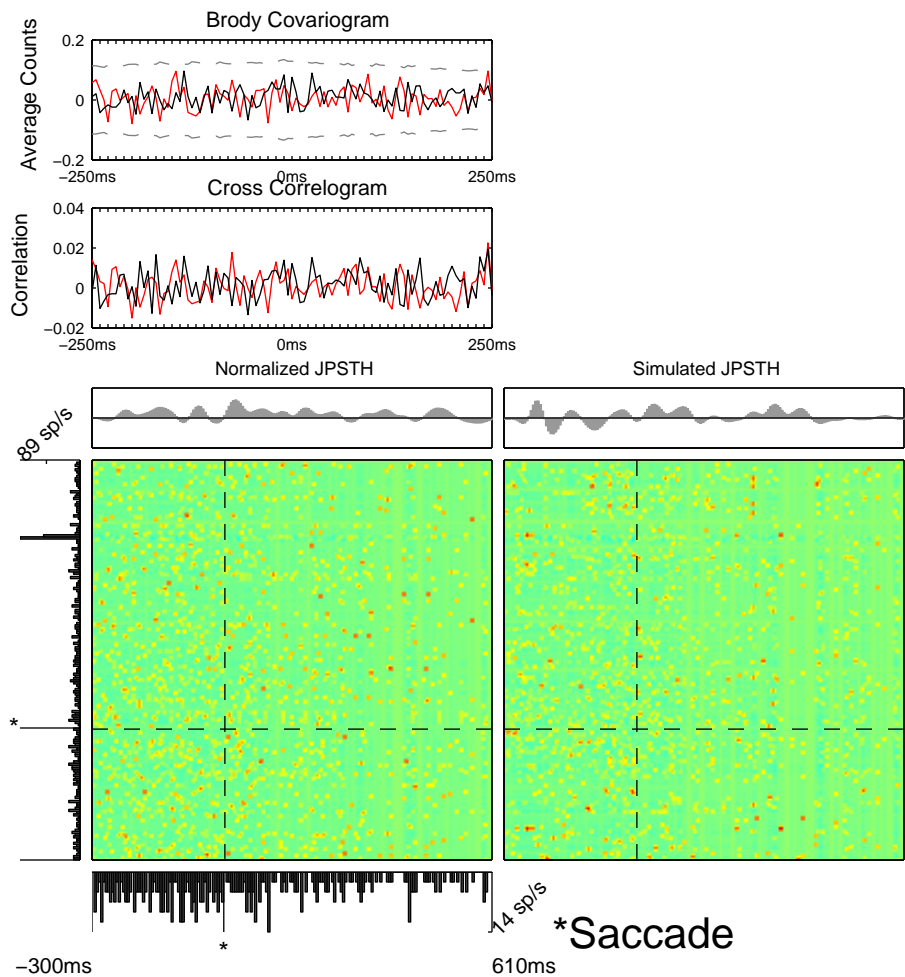 Brody Covariogram
0.2
0
−0.2
Average Counts
−250ms
0ms
250ms
Cross Correlogram
0.04
0.02
0
−0.02
Correlation
−250ms
0ms
250ms
Normalized JPSTH
Simulated JPSTH
89 sp/s
*
14 sp/s
*
*Saccade
−300ms
610ms